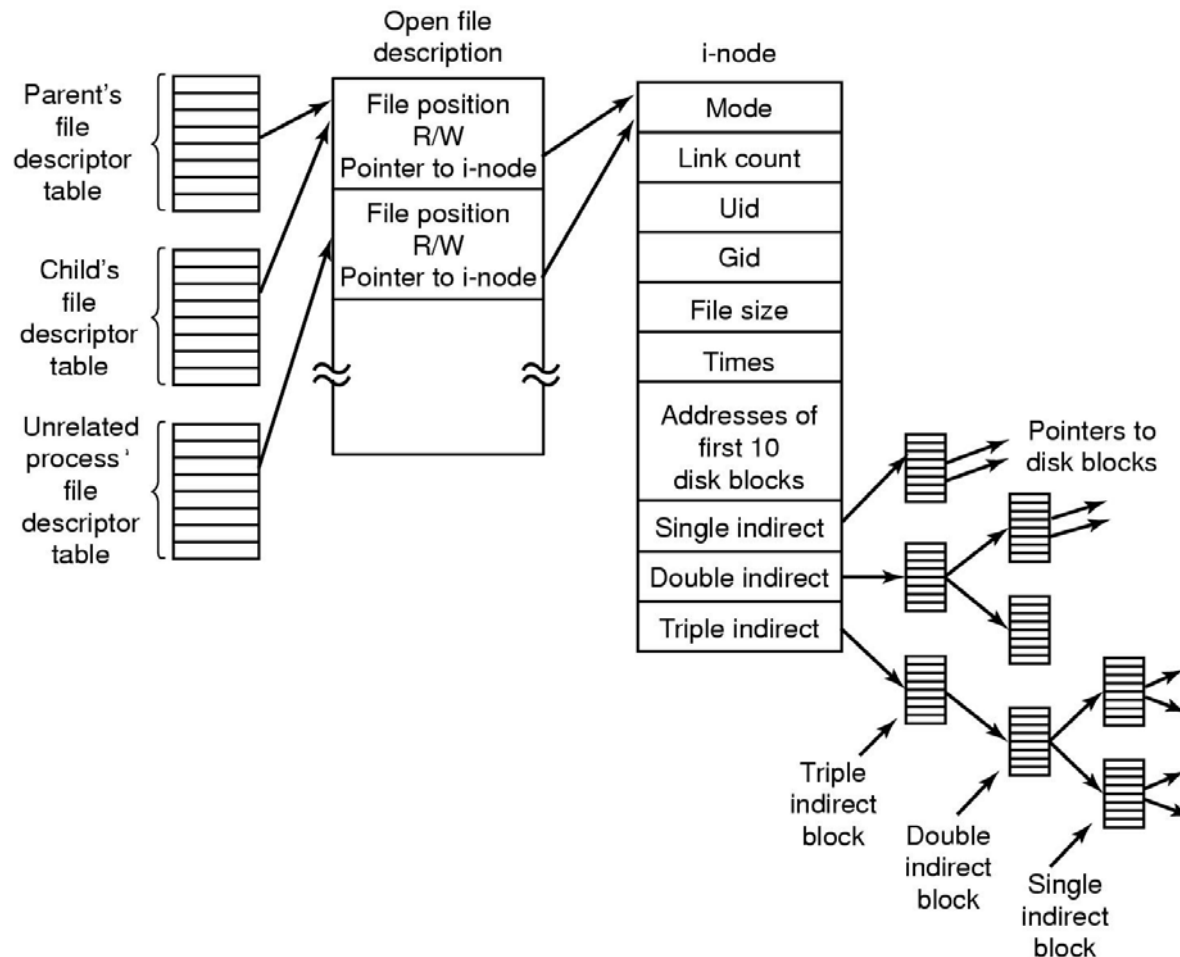 Open file
description
i-node
Parent's
file
descriptor
table
Child's
file
descriptor
table
Unrelated
process'
file
descriptor
table
File position
R/W
Pointer to i-node
File position
R/W
Pointer to i-node
Mode
Link count
Uid
Gid
File size
Times
Addresses of
first 10
disk blocks
Single indirect
Double indirect
Triple indirect
Pointers to
disk blocks
Triple
indirect
block
Double
indirect
block
Single
indirect
block